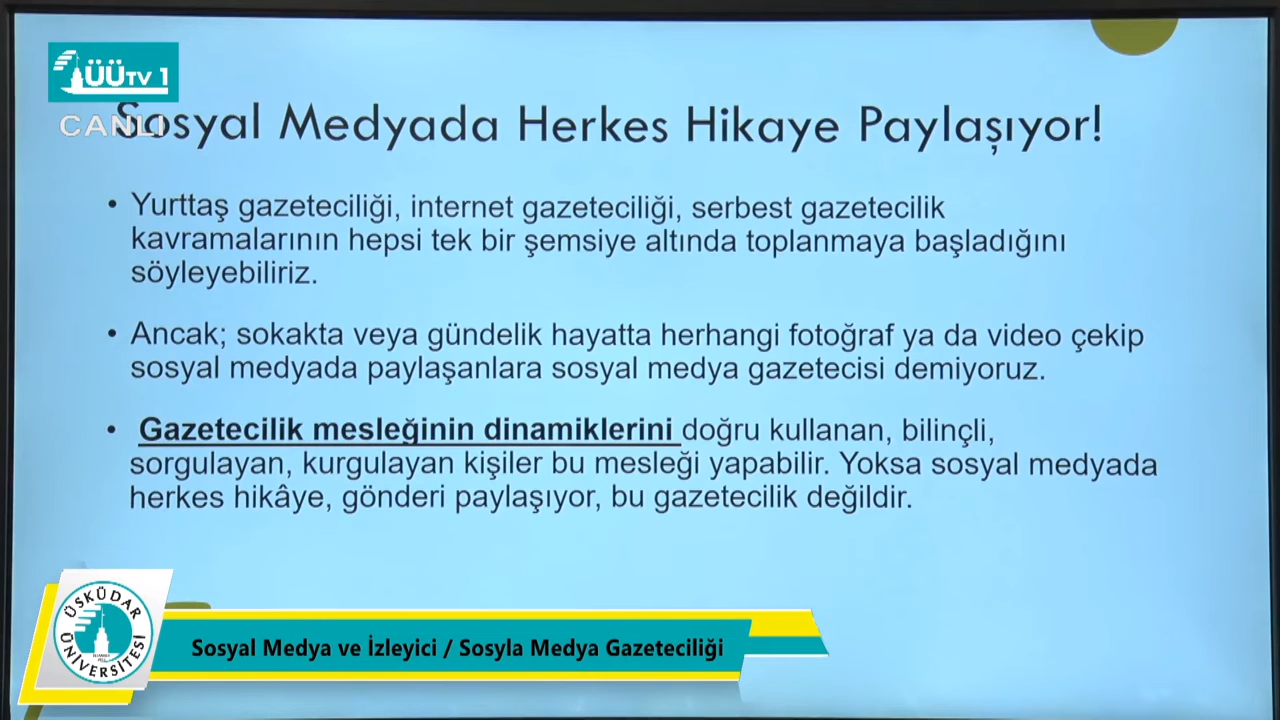 ÜÜTV 1
CANLI
Sosyal Medyada Herkes Hikaye Paylaşıyor!
• Yurttaş gazeteciliği, internet gazeteciliği, serbest gazetecilik
kavramalarının hepsi tek bir şemsiye altında toplanmaya başladığını
söyleyebiliriz.
• Ancak; sokakta veya gündelik hayatta herhangi fotoğraf ya da video çekip
sosyal medyada paylaşanlara sosyal medya gazetecisi demiyoruz.
• Gazetecilik mesleğinin dinamiklerini doğru kullanan, bilinçli,
sorgulayan, kurgulayan kişiler bu mesleği yapabilir. Yoksa sosyal medyada
herkes hikâye, gönderi paylaşıyor, bu gazetecilik değildir.
ÜSKÜDAR
ÜNİVERSİTESİ
Sosyal Medya ve İzleyici / Sosyla Medya Gazeteciliği